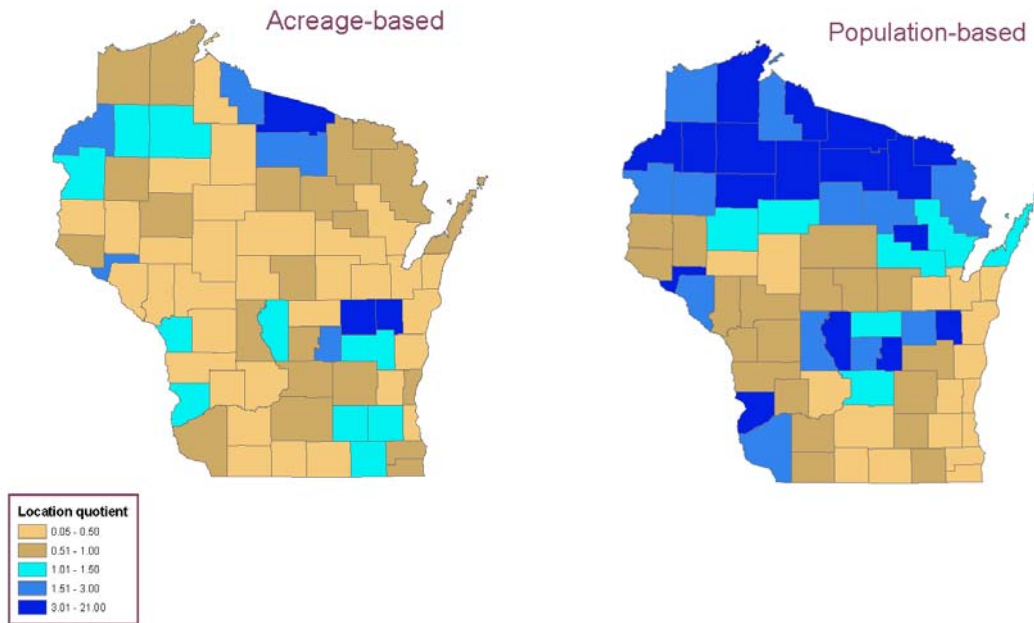 Acreage-based
Population-based
Location quotient
0.05 - 0.50
0.51 - 1.00
1.01 - 1.50
1.51 - 3.00
3.01 - 21.00